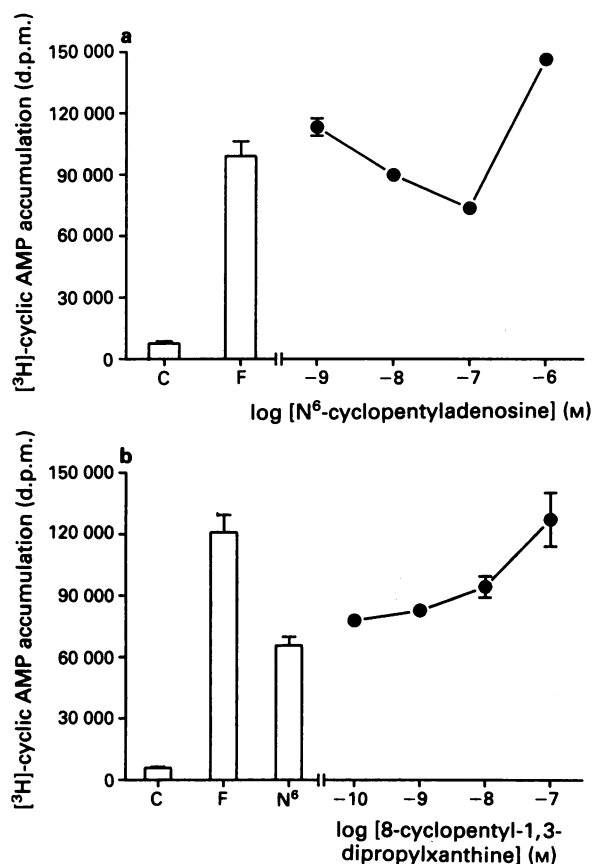 a
[³H]-cyclic AMP accumulation (d.p.m.)
150 000
120 000
90 000
60 000
30 000
0
C F −9 −8 −7 −6
log [N⁶-cyclopentyladenosine] (M)
b
[³H]-cyclic AMP accumulation (d.p.m.)
150 000
120 000
90 000
60 000
30 000
0
C F N⁶ −10 −9 −8 −7
log [8-cyclopentyl-1,3-
dipropylxanthine] (M)